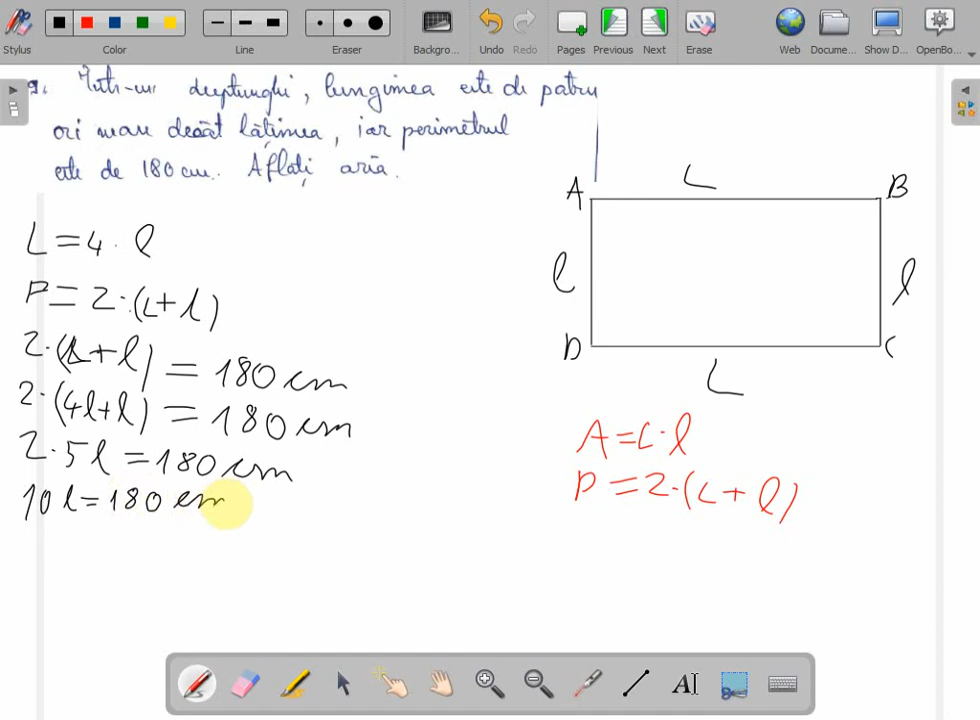 Stylus
Color
Line
Eraser
Backgro...
Undo
Redo
Pages
Previous
Next
Erase
Web
Docume...
Show D...
OpenBo...
9. Într-un dreptunghi, lungimea este de patru
ori mare decât lățimea, iar perimetrul
este de 180 cm. Aflați aria.
L = 4 · l
P = 2 · (L + l)
2 · (L + l) = 180 cm
2 · (4l + l) = 180 cm
2 · 5l = 180 cm
10 l = 180 cm
A
L
B
l
l
D
L
C
A = L · l
P = 2 · (L + l)
A